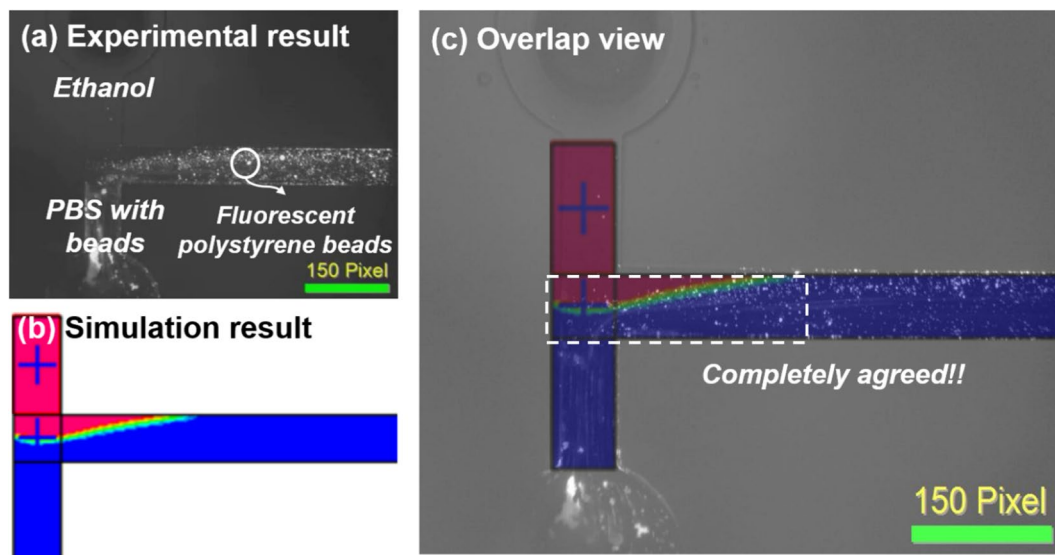 (a) Experimental result
Ethanol
PBS with
beads
Fluorescent
polystyrene beads
150 Pixel
(b) Simulation result
(c) Overlap view
Completely agreed!!
150 Pixel